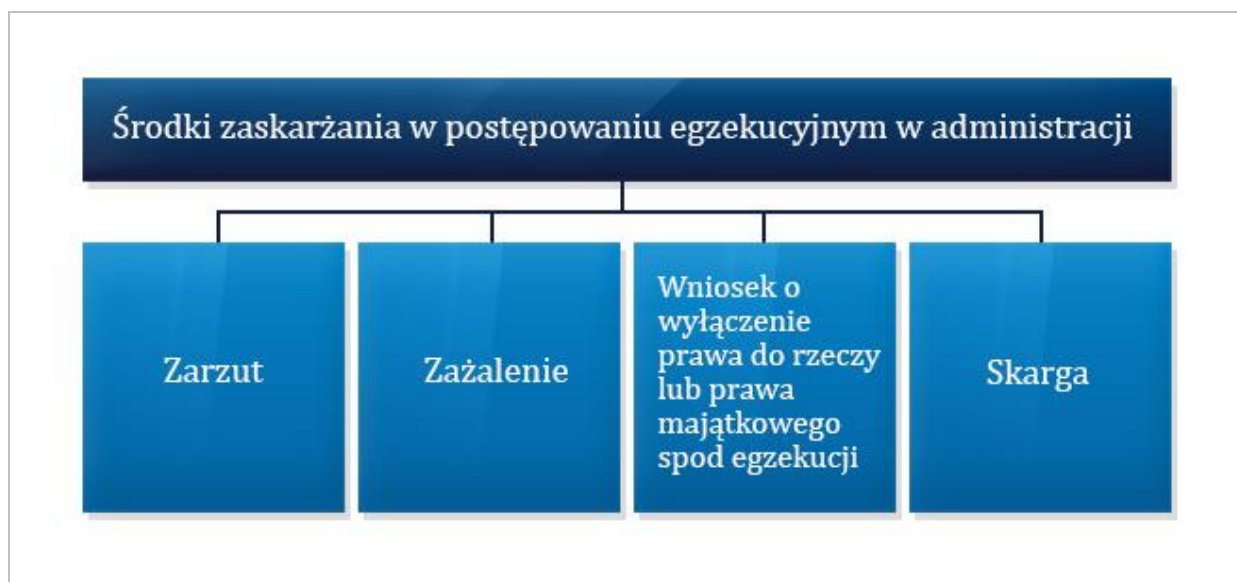 Środki zaskarżania w postępowaniu egzekucyjnym w administracji
Zarzut
Zażalenie
Wniosek o
wyłączenie
prawa do rzeczy
lub prawa
majątkowego
spod egzekucji
Skarga